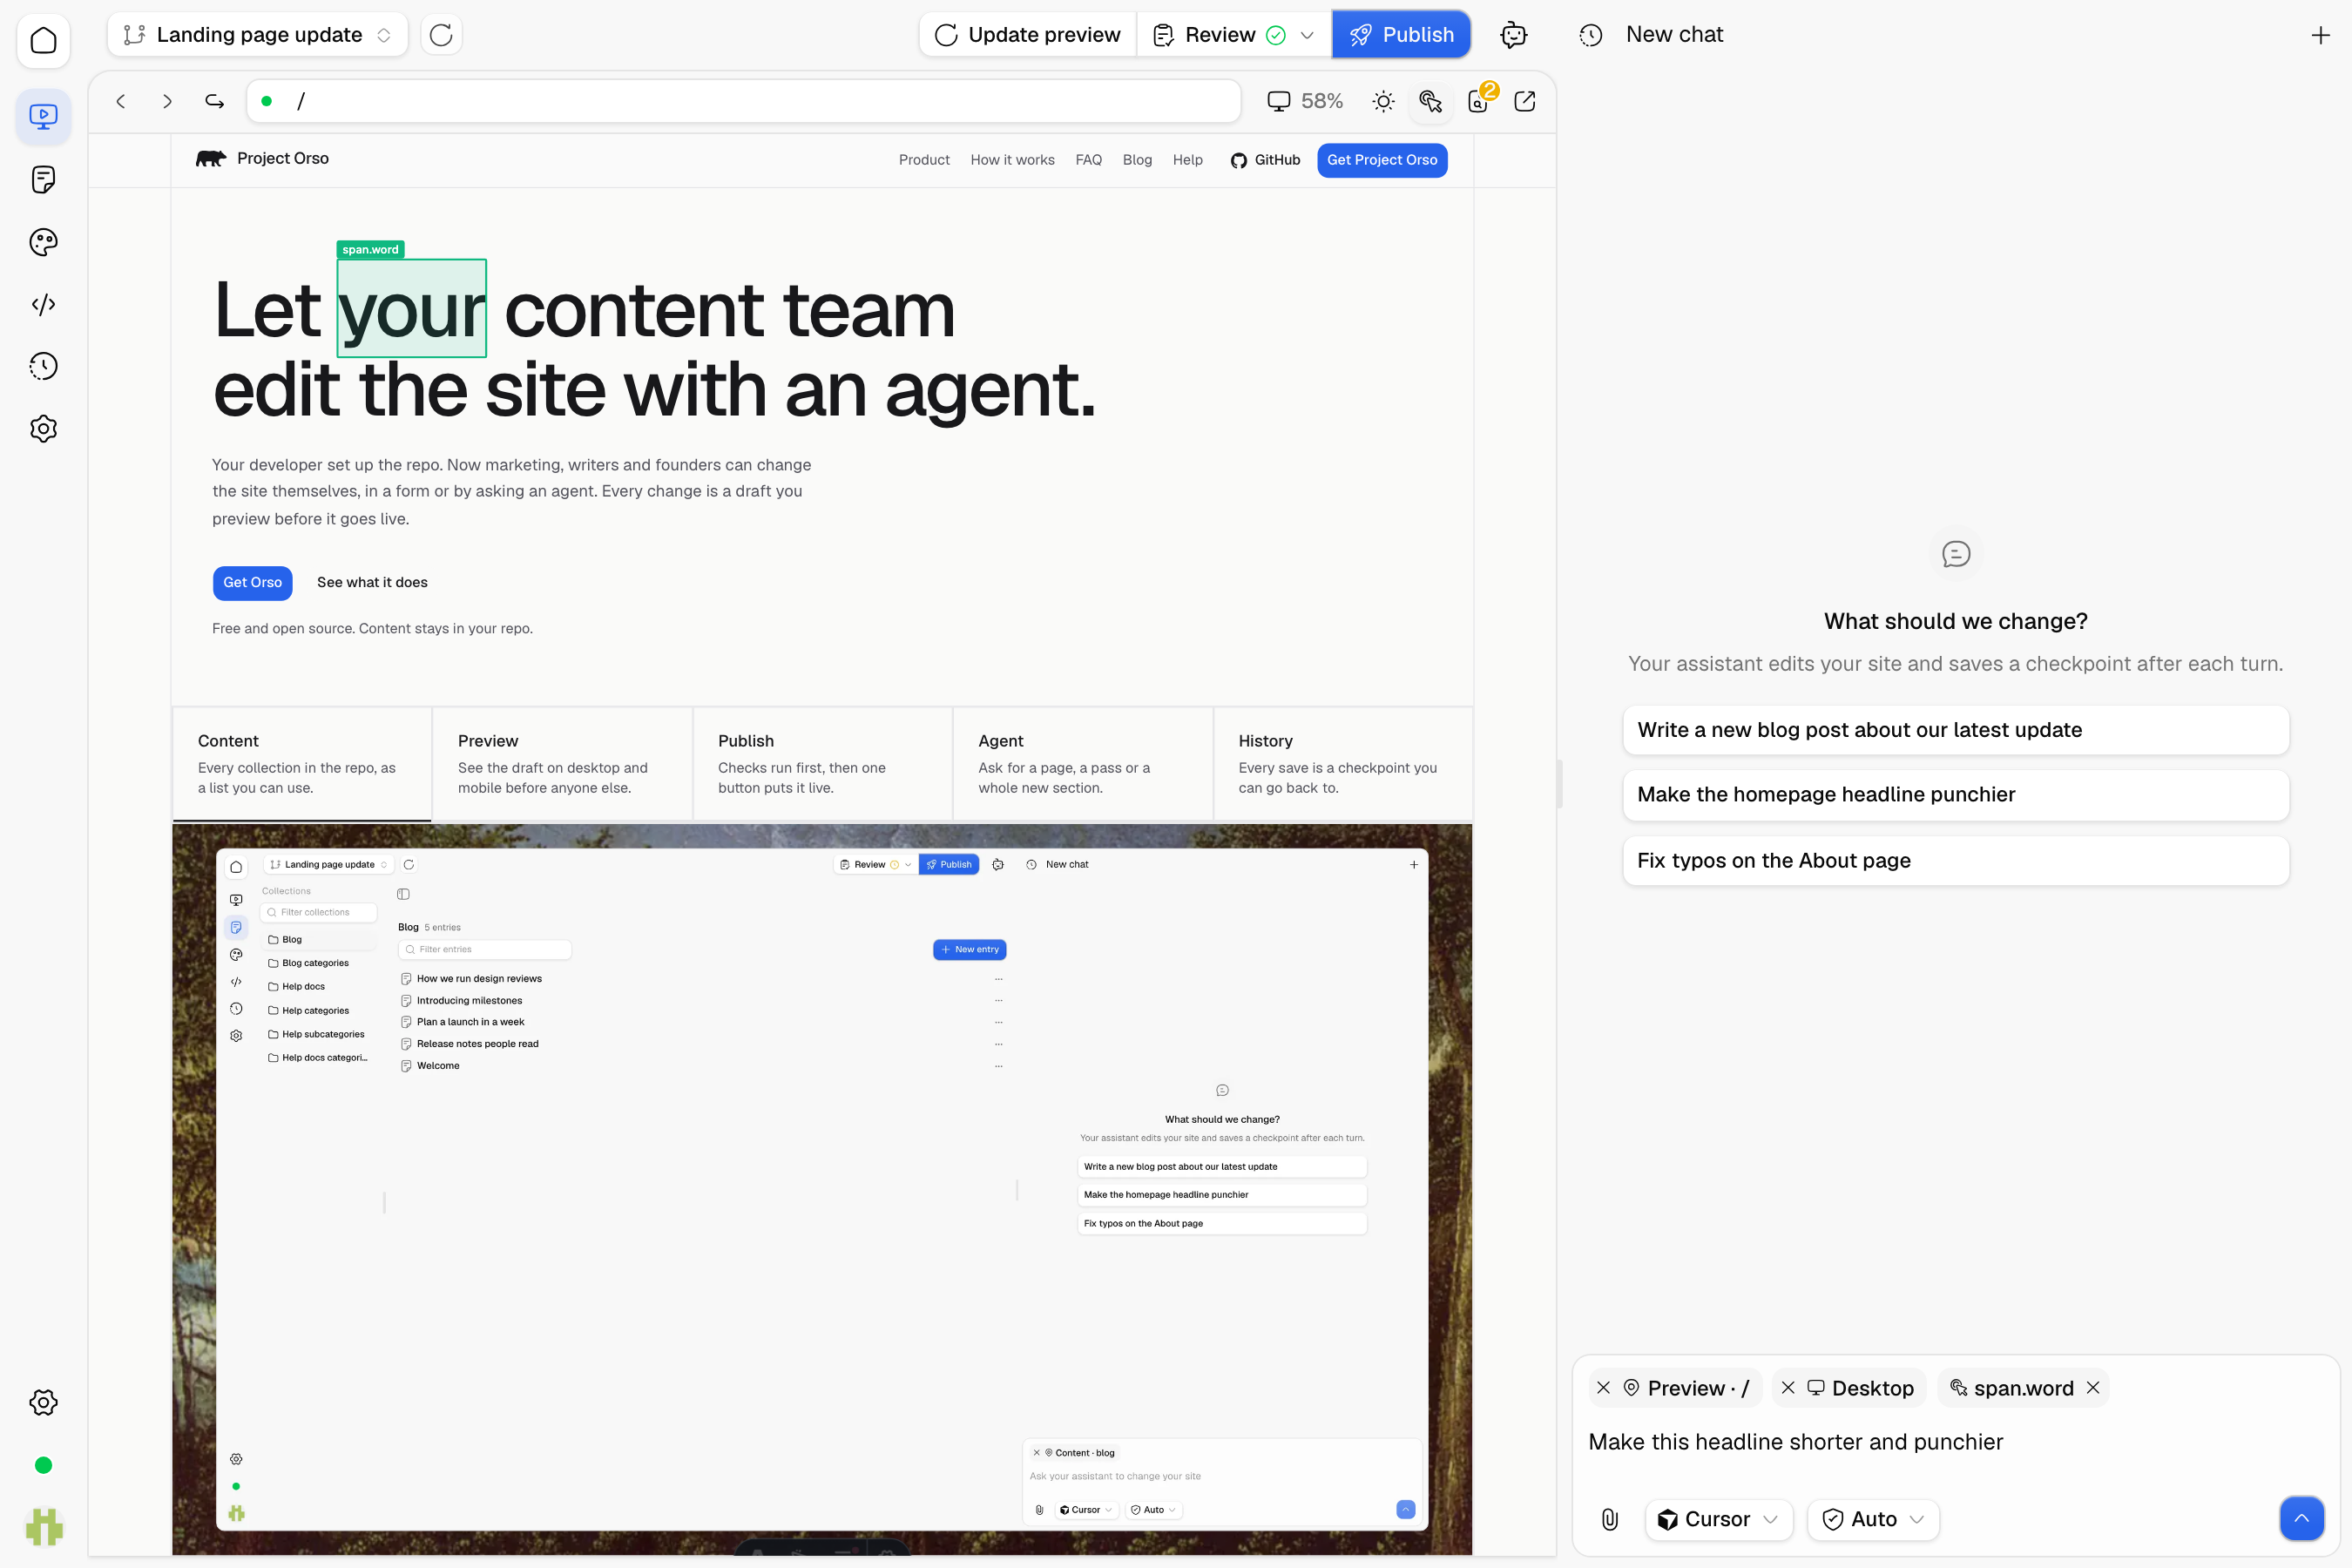 Landing page update
Update preview
Review
Publish
New chat
/
58%
2
Project Orso
Product
How it works
FAQ
Blog
Help
GitHub
Get Project Orso
span.word
Let your content team
edit the site with an agent.
Your developer set up the repo. Now marketing, writers and founders can change
the site themselves, in a form or by asking an agent. Every change is a draft you
preview before it goes live.
Get Orso
See what it does
Free and open source. Content stays in your repo.
Content
Every collection in the repo, as
a list you can use.
Preview
See the draft on desktop and
mobile before anyone else.
Publish
Checks run first, then one
button puts it live.
Agent
Ask for a page, a pass or a
whole new section.
History
Every save is a checkpoint you
can go back to.
Landing page update
Review
Publish
New chat
Collections
Filter collections
Blog
Blog categories
Help docs
Help categories
Help subcategories
Help docs categori...
Blog 5 entries
Filter entries
New entry
How we run design reviews
Introducing milestones
Plan a launch in a week
Release notes people read
Welcome
What should we change?
Your assistant edits your site and saves a checkpoint after each turn.
Write a new blog post about our latest update
Make the homepage headline punchier
Fix typos on the About page
Content · blog
Ask your assistant to change your site
Cursor
Auto
What should we change?
Your assistant edits your site and saves a checkpoint after each turn.
Write a new blog post about our latest update
Make the homepage headline punchier
Fix typos on the About page
Preview · /
Desktop
span.word
Make this headline shorter and punchier
Cursor
Auto